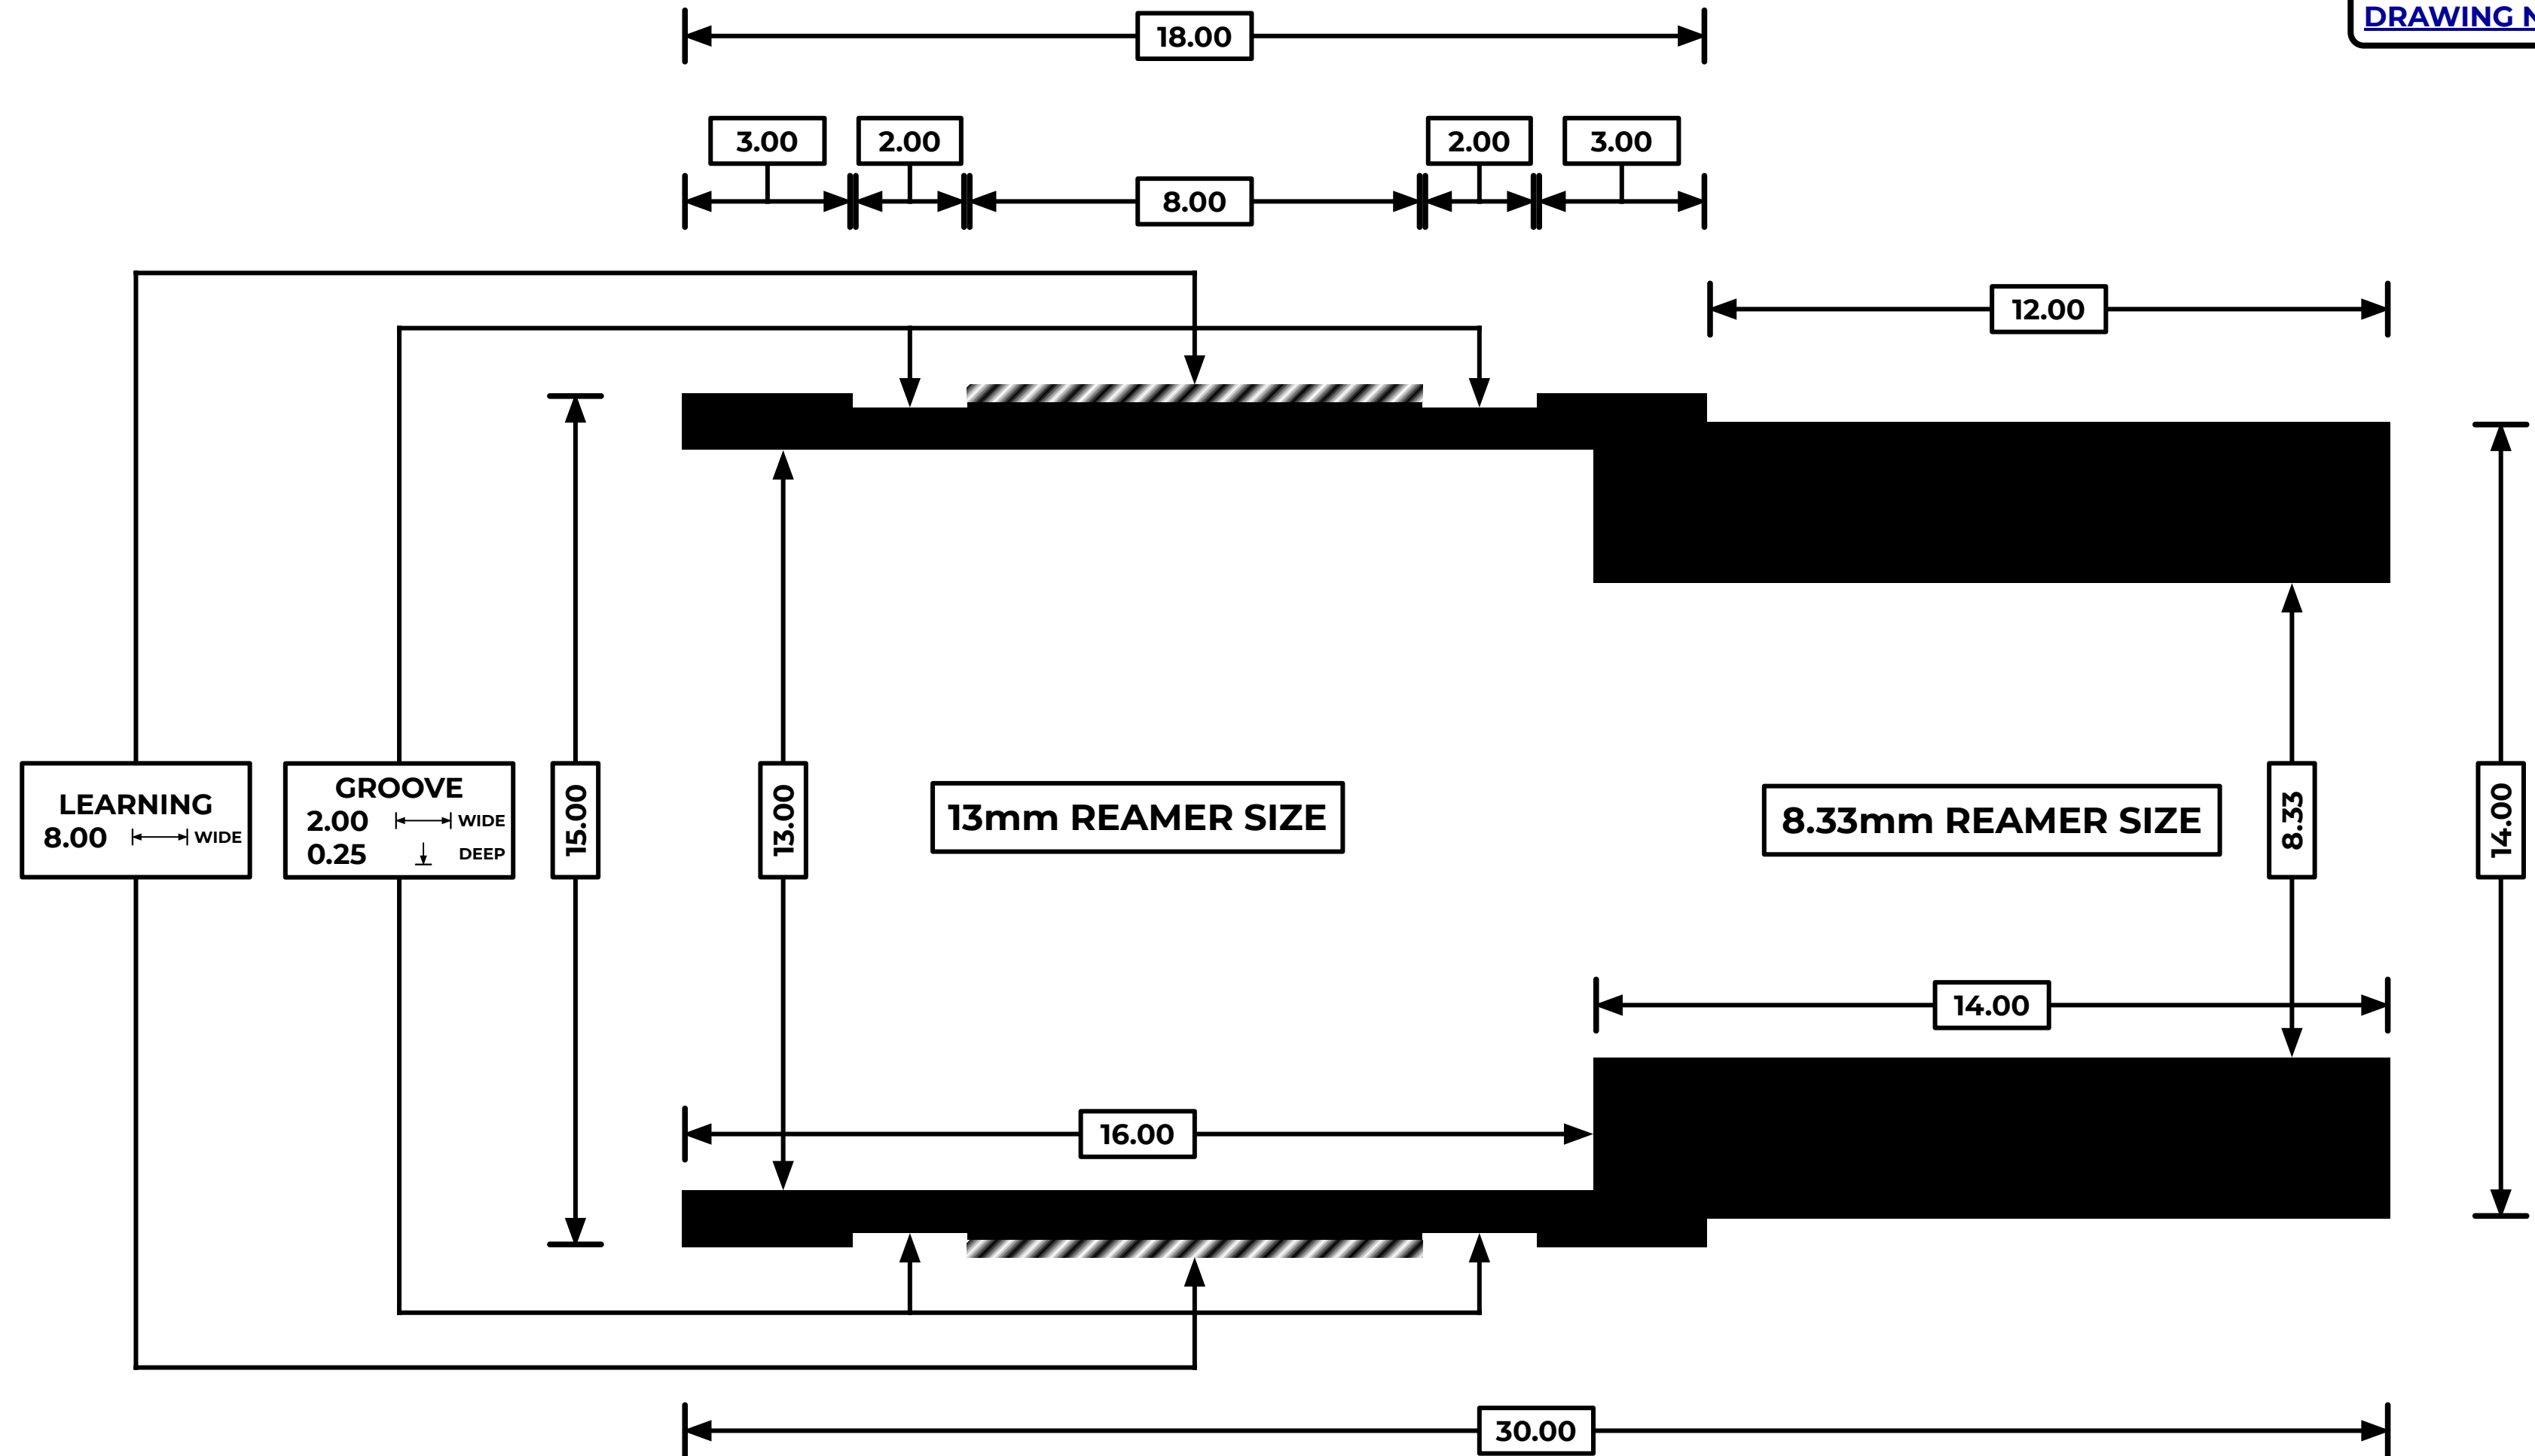 DRAWING N
18.00
3.00
2.00
2.00
3.00
8.00
12.00
LEARNING
8.00 WIDE
GROOVE
2.00 WIDE
0.25 DEEP
15.00
13.00
13mm REAMER SIZE
8.33mm REAMER SIZE
8.33
14.00
14.00
16.00
30.00